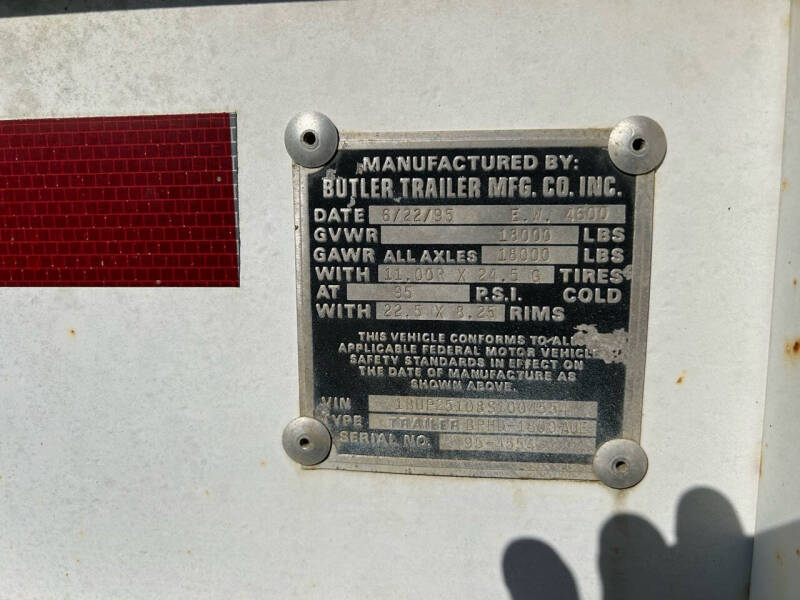 MANUFACTURED BY:
BUTLER TRAILER MFG. CO. INC.
DATE 6/22/95 E.W. 4600
GVWR 18000 LBS
GAWR ALL AXLES 18000 LBS
WITH 11.00R X 24.5 G TIRES
AT 95 P.S.I. COLD
WITH 22.5 X 8.25 RIMS
THIS VEHICLE CONFORMS TO ALL
APPLICABLE FEDERAL MOTOR VEHICLE
SAFETY STANDARDS IN EFFECT ON
THE DATE OF MANUFACTURE AS
SHOWN ABOVE.
VIN
TYPE TRAILER
SERIAL NO.